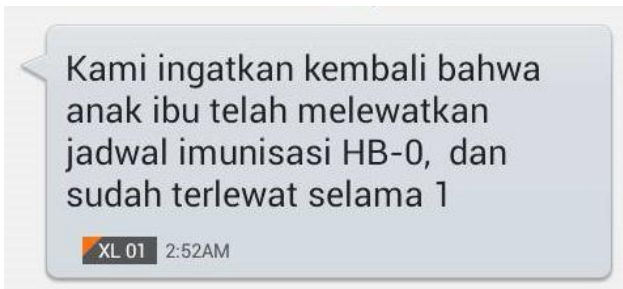 Kami ingatkan kembali bahwa
anak ibu telah melewatkan
jadwal imunisasi HB-0, dan
sudah terlewat selama 1
XL 01 2:52AM